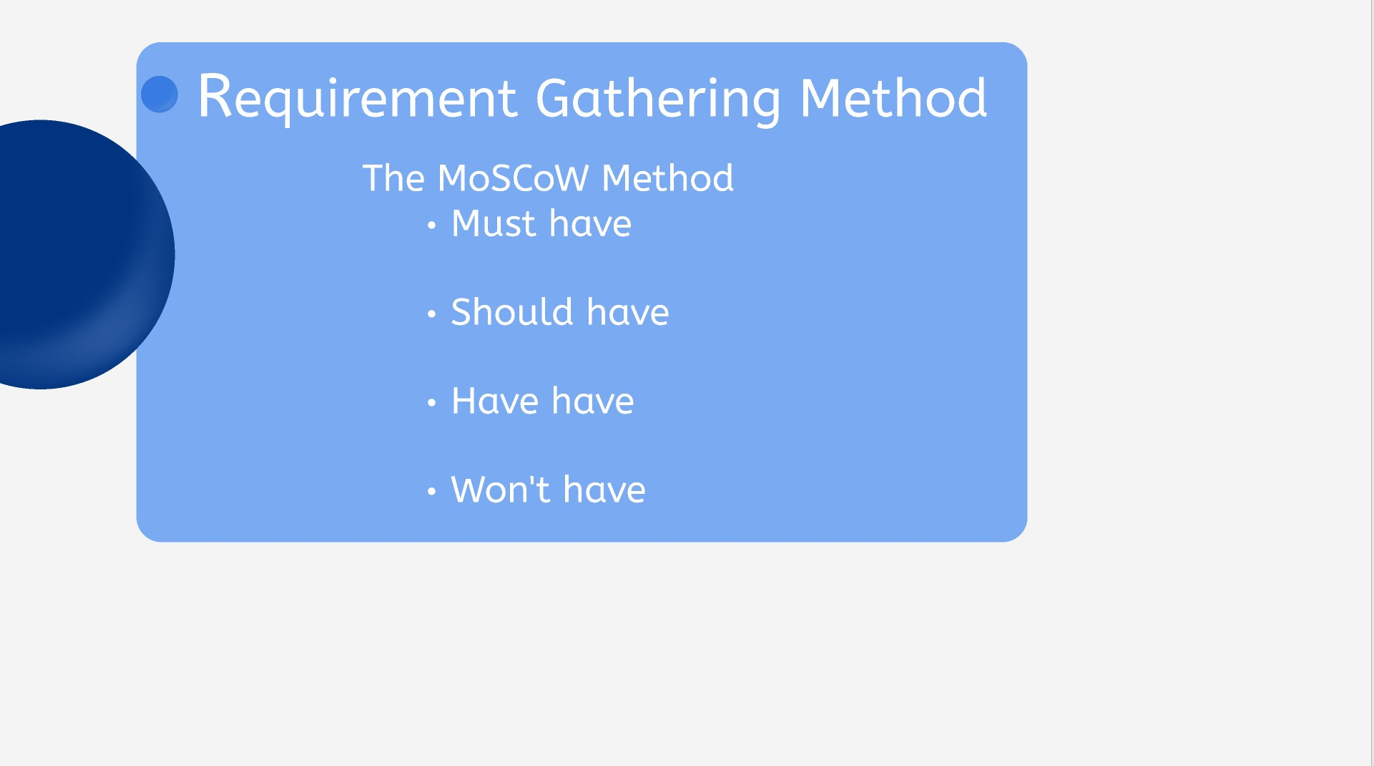 Requirement Gathering Method
The MoSCoW Method
• Must have
• Should have
• Have have
• Won't have